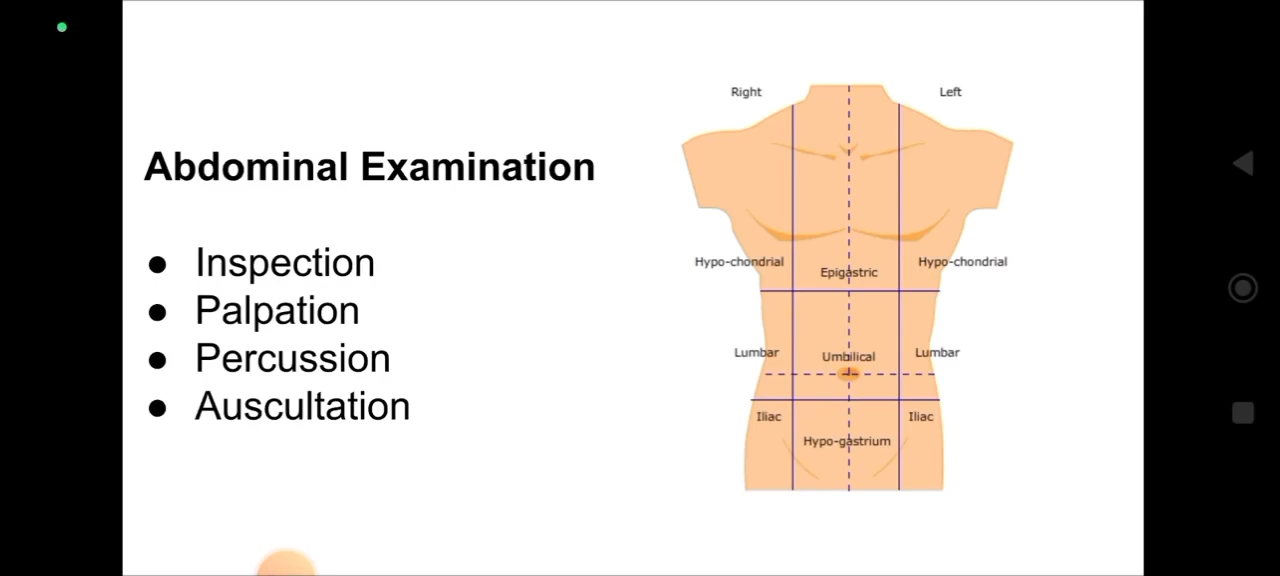 Abdominal Examination
● Inspection
● Palpation
● Percussion
● Auscultation
Right
Left
Hypo-chondrial
Epigastric
Hypo-chondrial
Lumbar
Umbilical
Lumbar
Iliac
Iliac
Hypo-gastrium